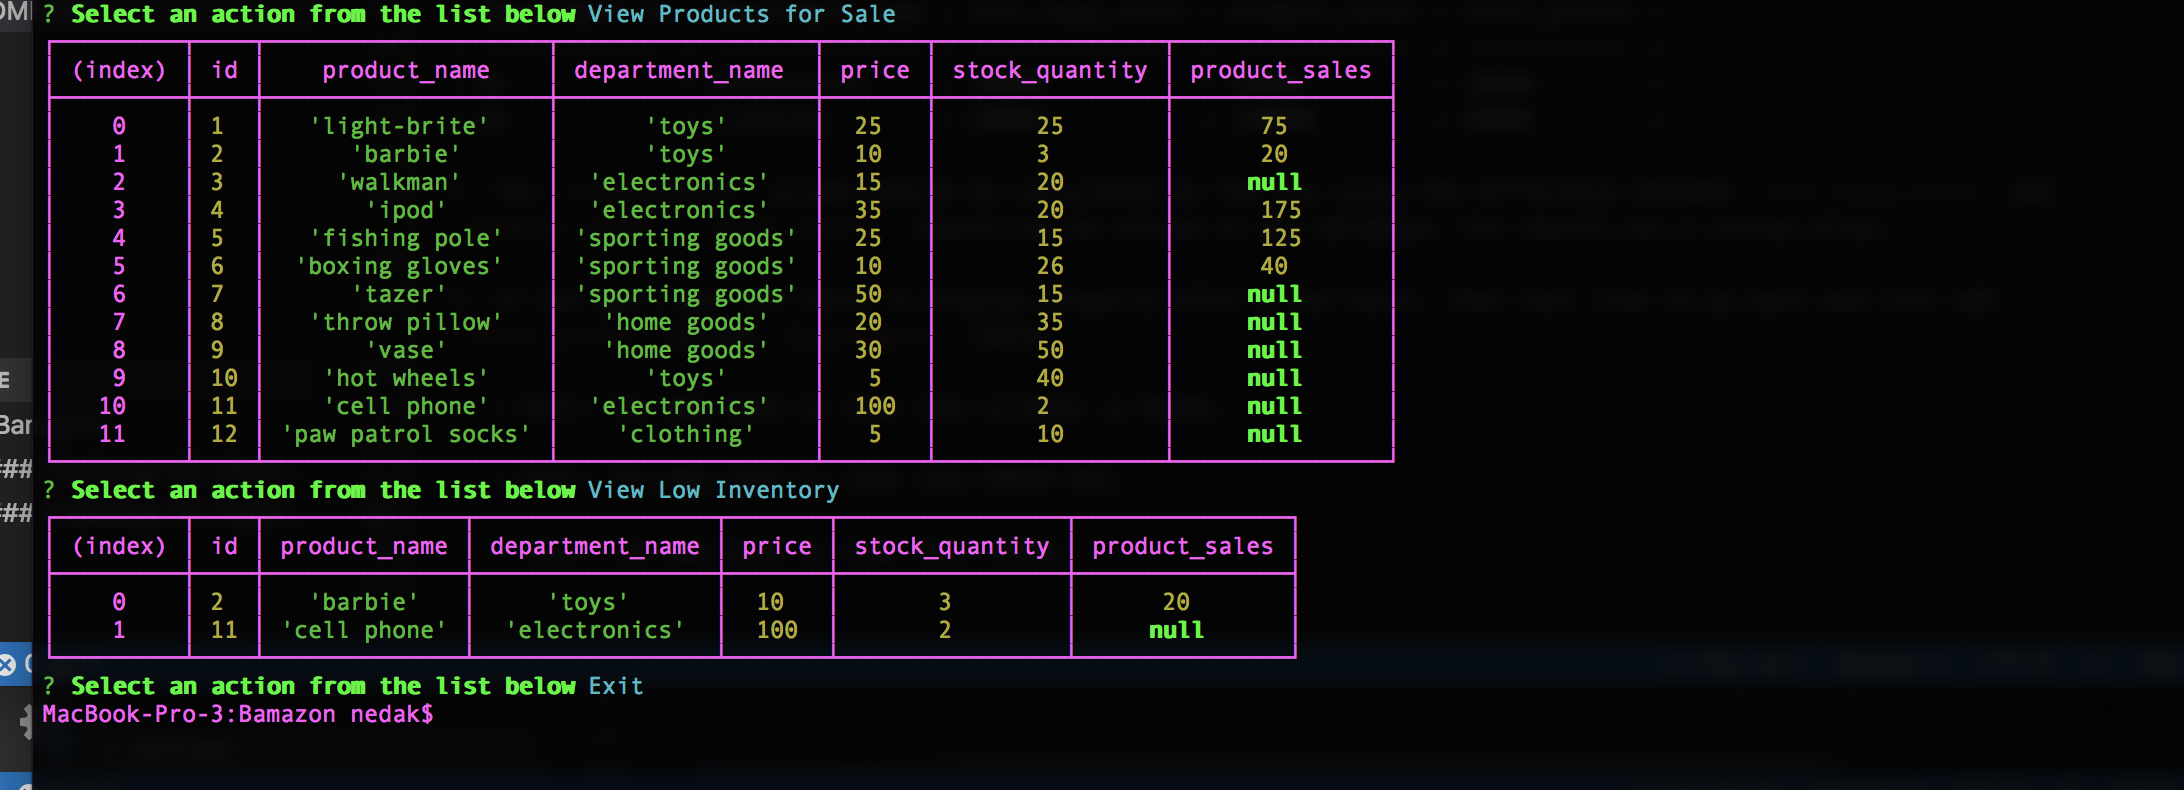 ? Select an action from the list below View Products for Sale
(index) id product_name department_name price stock_quantity product_sales
0 1 'light-brite' 'toys' 25 25 75
1 2 'barbie' 'toys' 10 3 20
2 3 'walkman' 'electronics' 15 20 null
3 4 'ipod' 'electronics' 35 20 175
4 5 'fishing pole' 'sporting goods' 25 15 125
5 6 'boxing gloves' 'sporting goods' 10 26 40
6 7 'tazer' 'sporting goods' 50 15 null
7 8 'throw pillow' 'home goods' 20 35 null
8 9 'vase' 'home goods' 30 50 null
9 10 'hot wheels' 'toys' 5 40 null
10 11 'cell phone' 'electronics' 100 2 null
11 12 'paw patrol socks' 'clothing' 5 10 null
? Select an action from the list below View Low Inventory
(index) id product_name department_name price stock_quantity product_sales
0 2 'barbie' 'toys' 10 3 20
1 11 'cell phone' 'electronics' 100 2 null
? Select an action from the list below Exit
MacBook-Pro-3:Bamazon nedak$